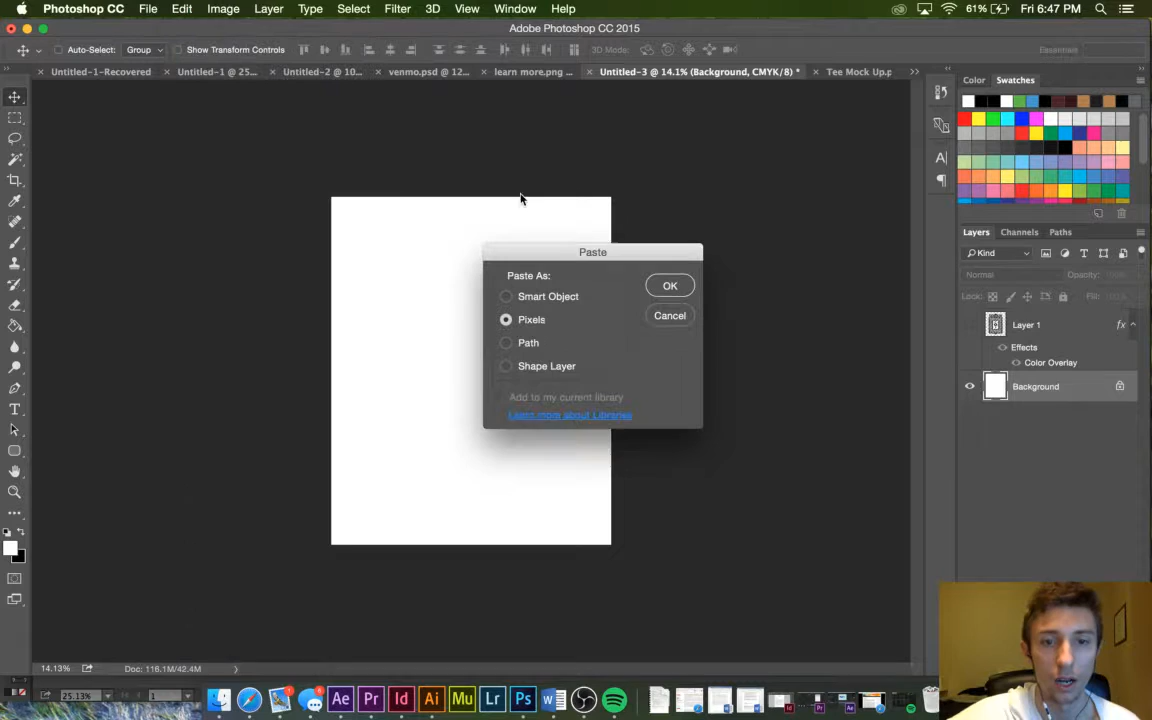 Photoshop CC File Edit Image Layer Type Select Filter 3D View Window Help 61% Fri 6:47 PM
Adobe Photoshop CC 2015
Auto-Select: Group Show Transform Controls 3D Mode: Essentials
Untitled-1-Recovered Untitled-1 @ 25... Untitled-2 @ 10... venmo.psd @ 12... learn more.png ... Untitled-3 @ 14.1% (Background, CMYK/8) * Tee Mock Up.p
Color Swatches
Layers Channels Paths
Kind
Normal Opacity:
Lock: Fill:
Layer 1 fx
Effects
Color Overlay
Background
Paste
Paste As:
Smart Object
Pixels
Path
Shape Layer
OK
Cancel
Add to my current library
Learn more about Libraries
14.13% Doc: 116.1M/42.4M
25.13% 1
Ae Pr Id Ai Mu Lr Ps W